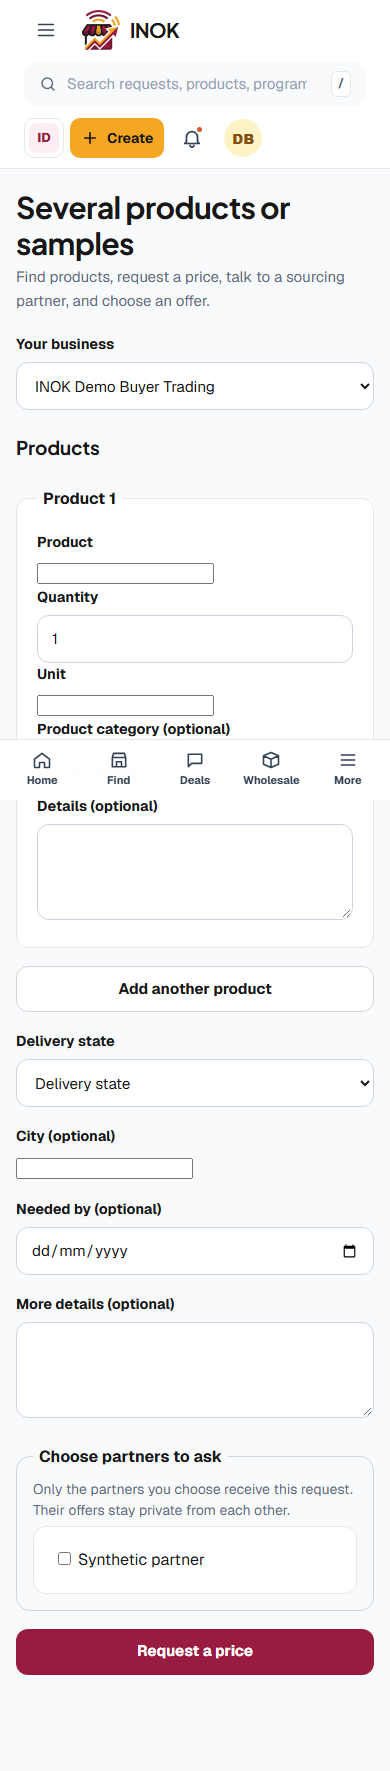 INOK
Search requests, products, program
/
ID
+ Create
DB
Several products or
samples
Find products, request a price, talk to a sourcing
partner, and choose an offer.
Your business
INOK Demo Buyer Trading
Products
Product 1
Product
Quantity
1
Unit
Product category (optional)
Home
Find
Deals
Wholesale
More
Details (optional)
Add another product
Delivery state
Delivery state
City (optional)
Needed by (optional)
dd/mm/yyyy
More details (optional)
Choose partners to ask
Only the partners you choose receive this request.
Their offers stay private from each other.
Synthetic partner
Request a price